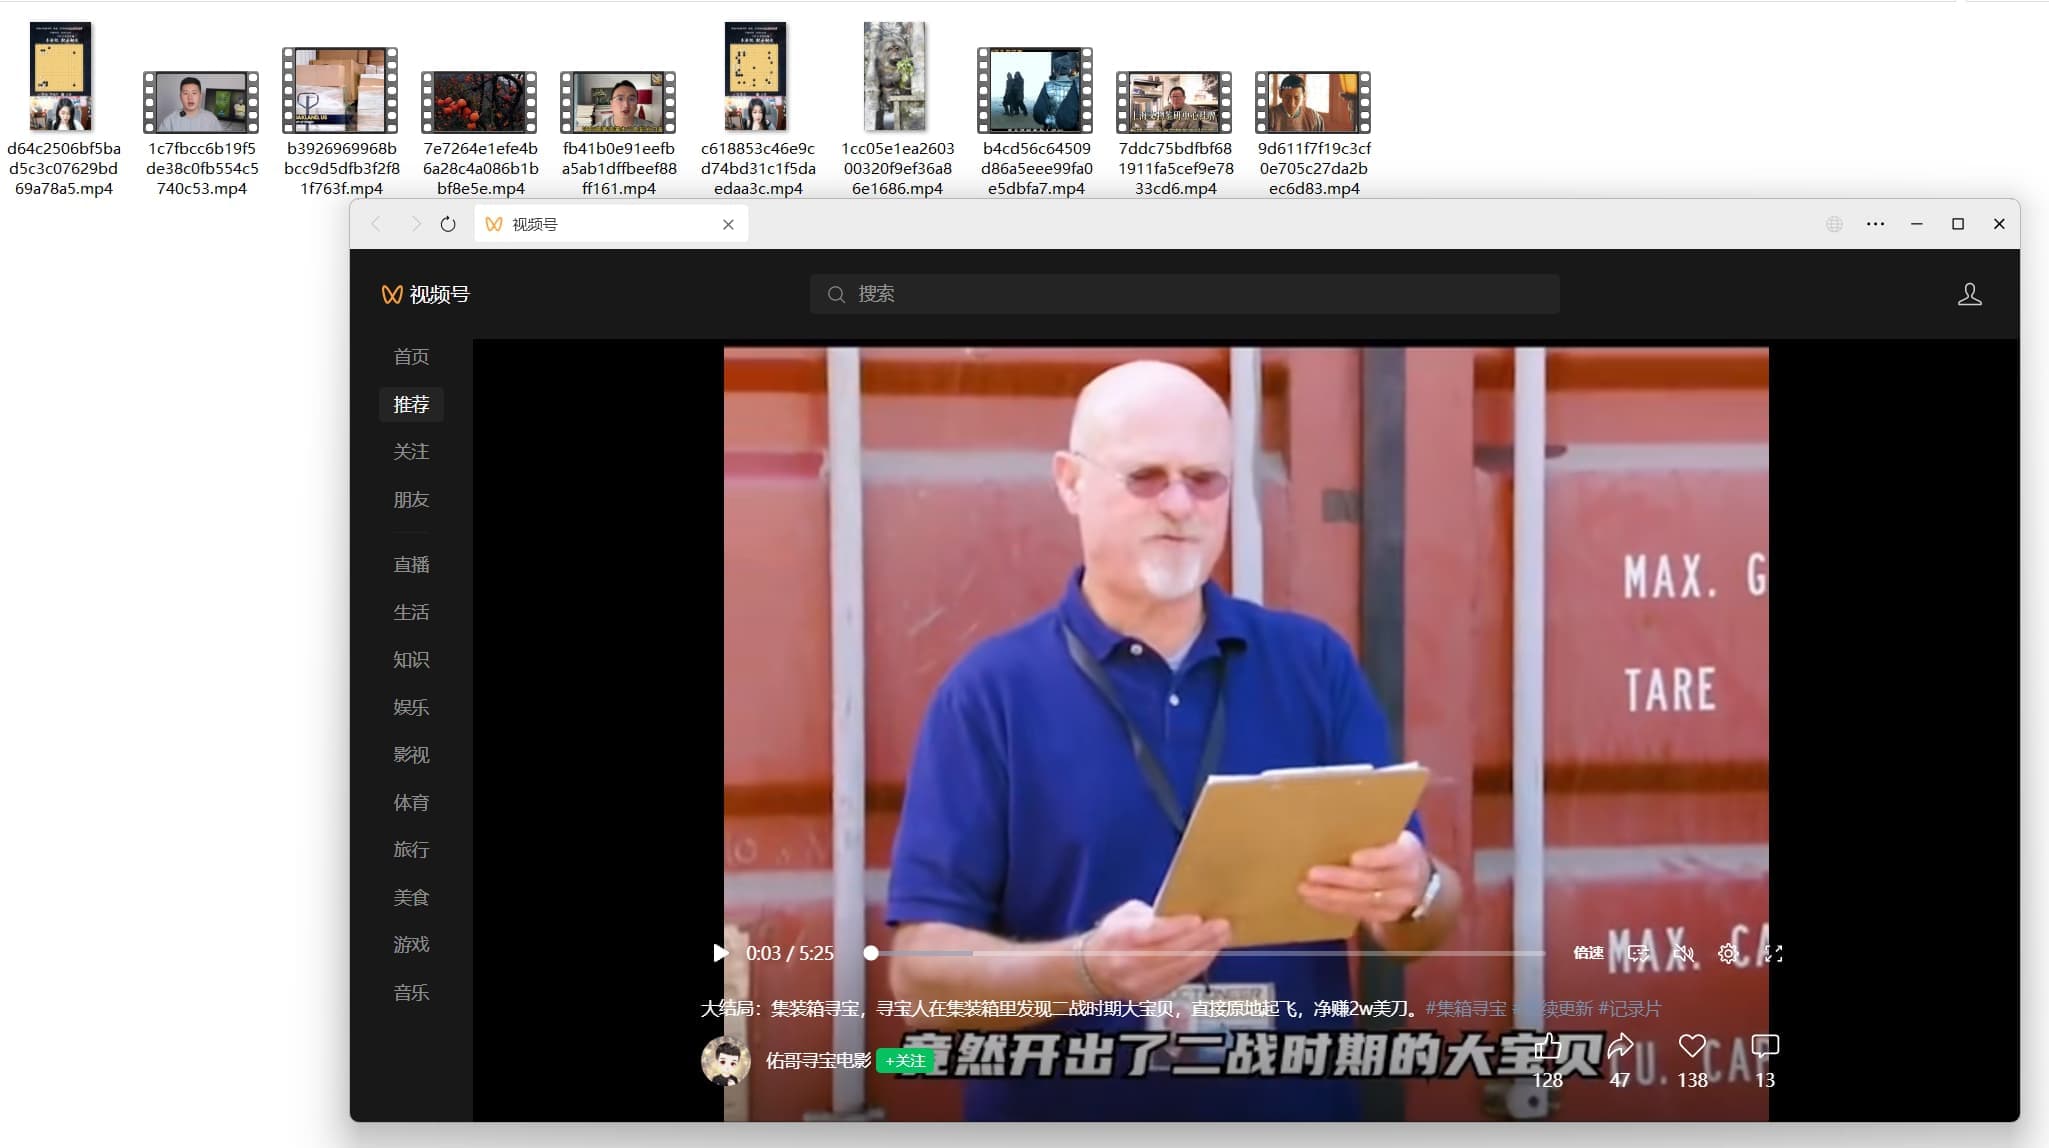 d64c2506bf5ba
d5c3c07629bd
69a78a5.mp4
1c7fbcc6b19f5
de38c0fb554c5
740c53.mp4
b3926969968b
bcc9d5dfb3f2f8
1f763f.mp4
7e7264e1efe4b
6a28c4a086b1b
bf8e5e.mp4
fb41b0e91eefb
a5ab1dffbeef88
ff161.mp4
c618853c46e9c
d74bd31c1f5da
edaa3c.mp4
1cc05e1ea2603
00320f9ef36a8
6e1686.mp4
b4cd56c64509
d86a5eee99fa0
e5dbfa7.mp4
7ddc75bdfbf68
1911fa5cef9e78
33cd6.mp4
9d611f7f19c3cf
0e705c27da2b
ec6d83.mp4
视频号
视频号
搜索
首页
推荐
关注
朋友
直播
生活
知识
娱乐
影视
体育
旅行
美食
游戏
音乐
MAX. G
TARE
MAX. CA
0:03 / 5:25
倍速
大结局：集装箱寻宝，寻宝人在集装箱里发现二战时期大宝贝，直接原地起飞，净赚2w美刀。#集箱寻宝 续更新 #记录片
竟然开出了二战时期的大宝贝
U. CA
佑哥寻宝电影 +关注
128 47 138 13